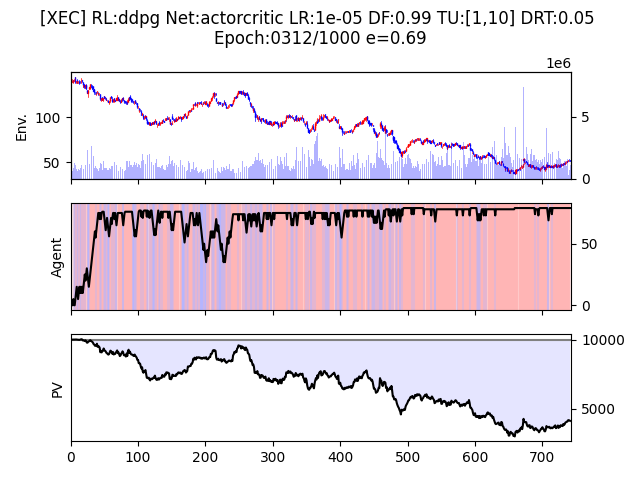 [XEC] RL:ddpg Net:actorcritic LR:1e-05 DF:0.99 TU:[1,10] DRT:0.05
Epoch:0312/1000 e=0.69
1e6
Env.
100
50
5
0
Agent
50
0
PV
10000
5000
0 100 200 300 400 500 600 700